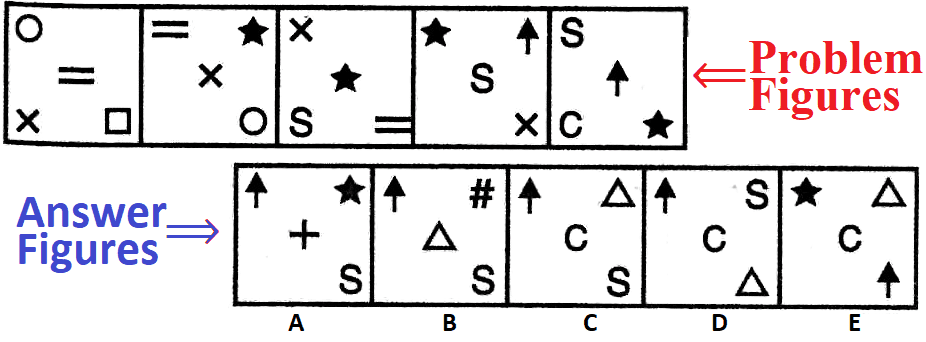 ○ = ★ × ★ ↑ S
= × ★ S ↑
× □ ○ S = × C ★
Problem
Figures
Answer
Figures
↑ ★ ↑ # ↑ △ ↑ S ★ △
+ △ C C C
S S S △ ↑
A B C D E